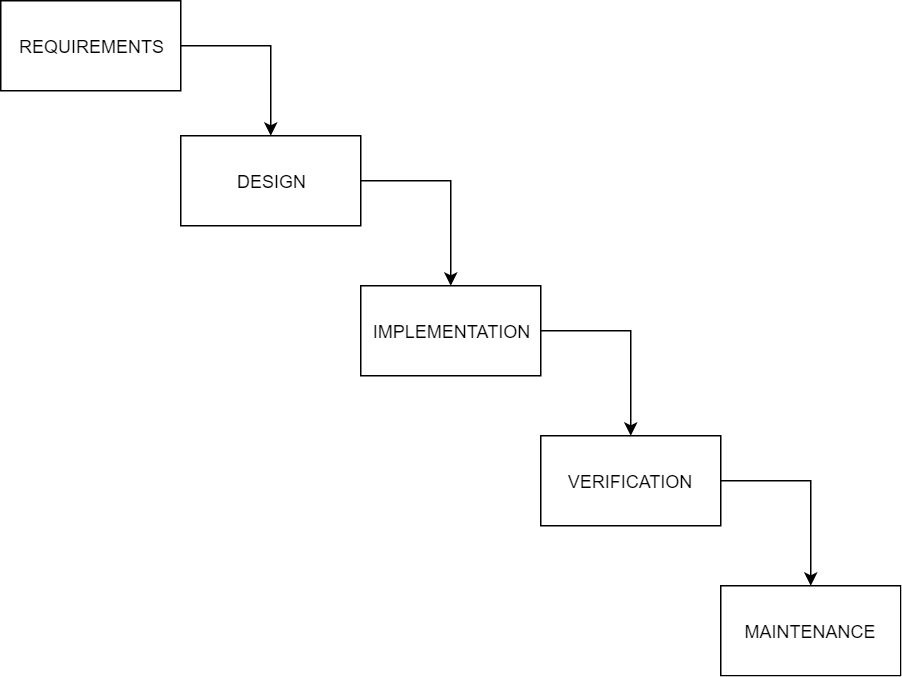 REQUIREMENTS
DESIGN
IMPLEMENTATION
VERIFICATION
MAINTENANCE